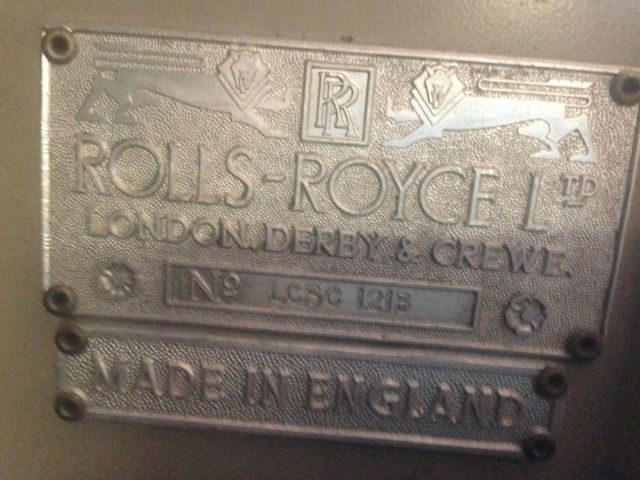 RR
ROLLS-ROYCE LTD
LONDON, DERBY & CREWE.
No LCSC 121B
MADE IN ENGLAND